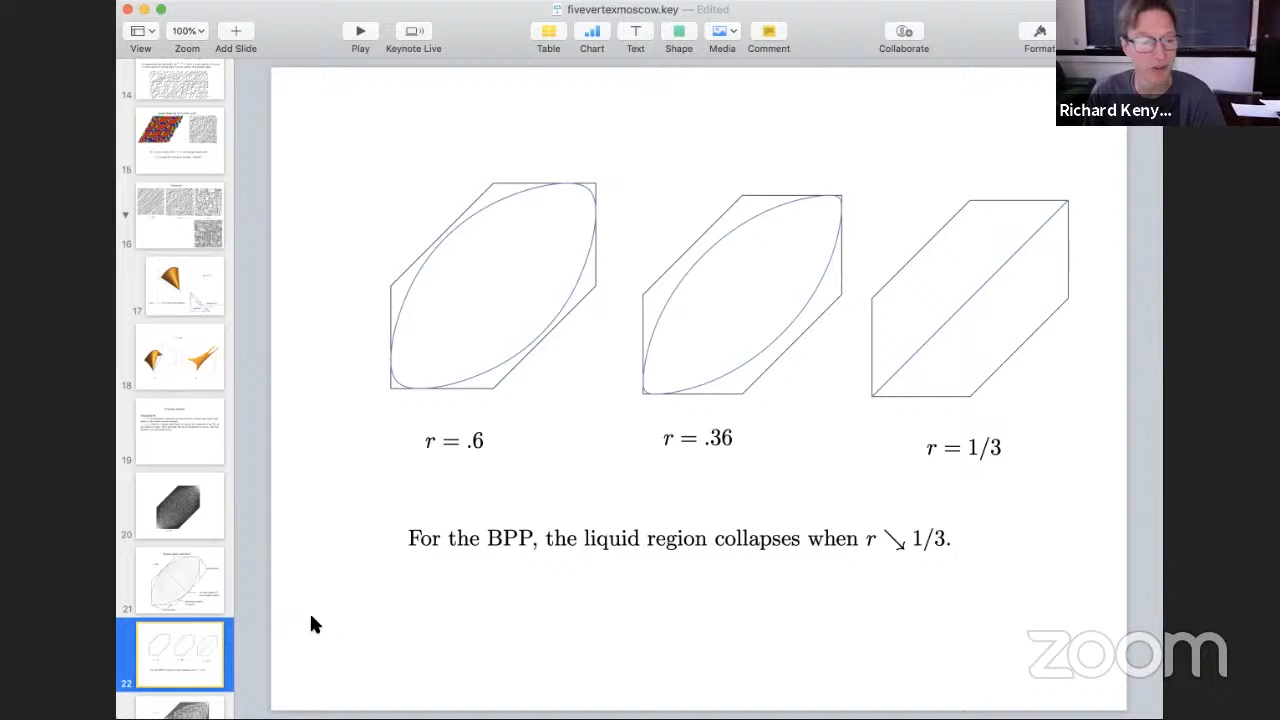 fivevertexmoscow.key — Edited
100%
View
Zoom
Add Slide
Play
Keynote Live
Table
Chart
Text
Shape
Media
Comment
Collaborate
Format
Richard Keny...
14
15
16
17
18
19
20
21
22
r = .6
r = .36
r = 1/3
For the BPP, the liquid region collapses when r ↘ 1/3.
zoom